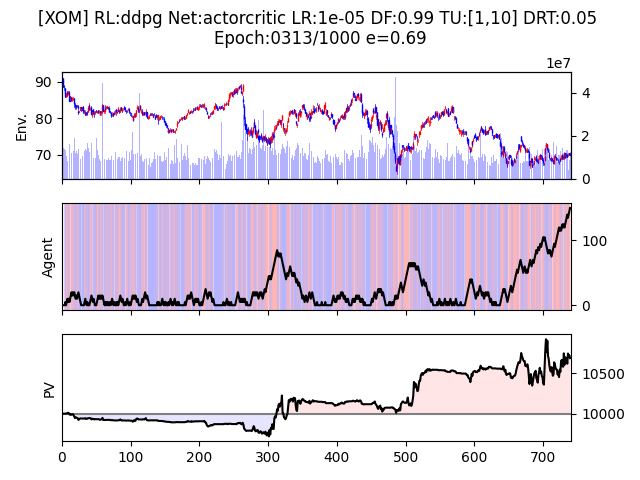 [XOM] RL:ddpg Net:actorcritic LR:1e-05 DF:0.99 TU:[1,10] DRT:0.05
Epoch:0313/1000 e=0.69
1e7
90
80
70
Env.
4
2
0
Agent
100
0
PV
10500
10000
0 100 200 300 400 500 600 700